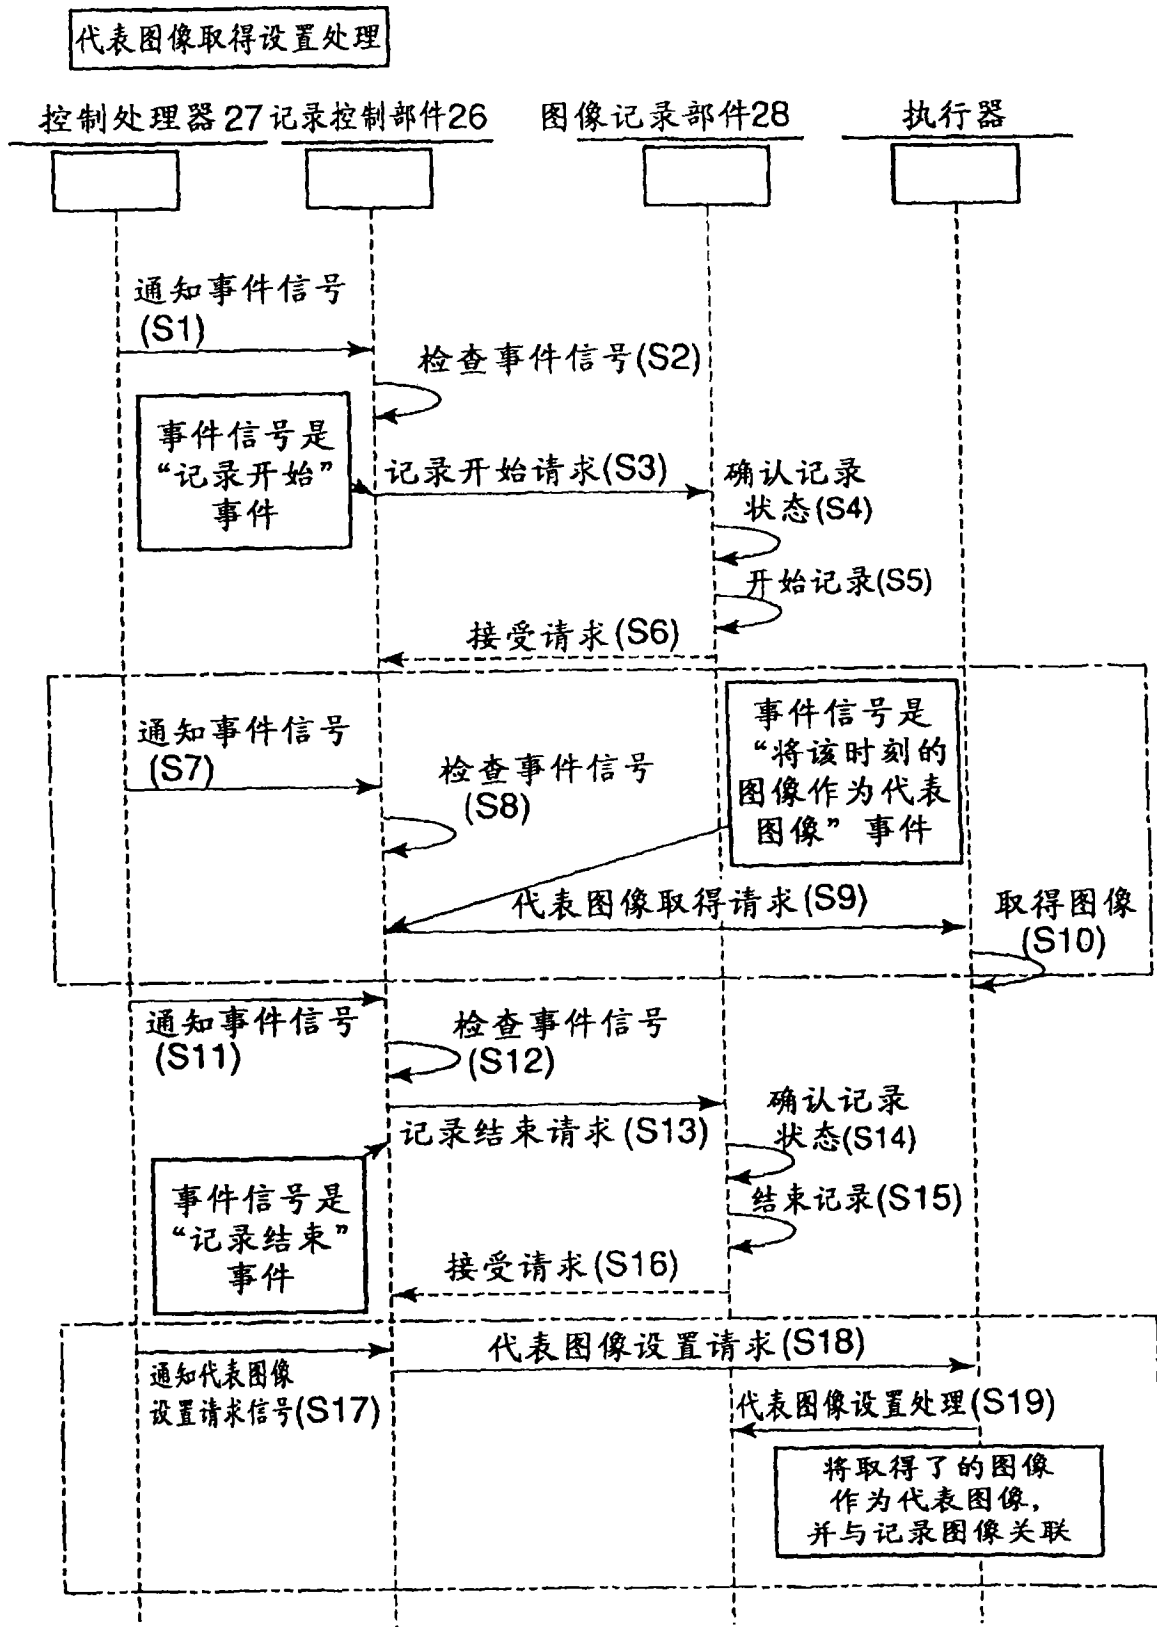 代表图像取得设置处理
控制处理器27
记录控制部件26
图像记录部件28
执行器
通知事件信号
(S1)
检查事件信号(S2)
事件信号是
“记录开始”
事件
记录开始请求(S3)
确认记录
状态(S4)
开始记录(S5)
接受请求(S6)
通知事件信号
(S7)
检查事件信号
(S8)
事件信号是
“将该时刻的
图像作为代表
图像”事件
代表图像取得请求(S9)
取得图像
(S10)
通知事件信号
(S11)
检查事件信号
(S12)
记录结束请求(S13)
确认记录
状态(S14)
事件信号是
“记录结束”
事件
结束记录(S15)
接受请求(S16)
通知代表图像
设置请求信号(S17)
代表图像设置请求(S18)
代表图像设置处理(S19)
将取得了的图像
作为代表图像,
并与记录图像关联